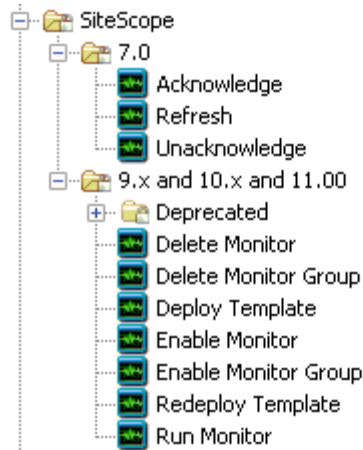 SiteScope
7.0
Acknowledge
Refresh
Unacknowledge
9.x and 10.x and 11.00
Deprecated
Delete Monitor
Delete Monitor Group
Deploy Template
Enable Monitor
Enable Monitor Group
Redeploy Template
Run Monitor